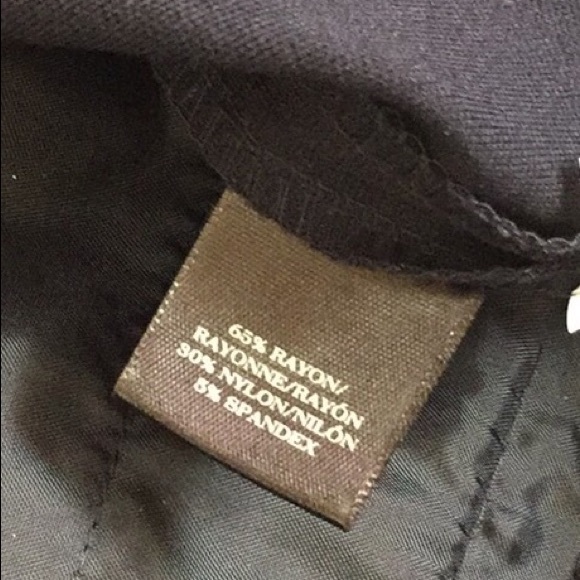 65% RAYON/
RAYONNE/RAYÓN
30% NYLON/NILÓN
5% SPANDEX